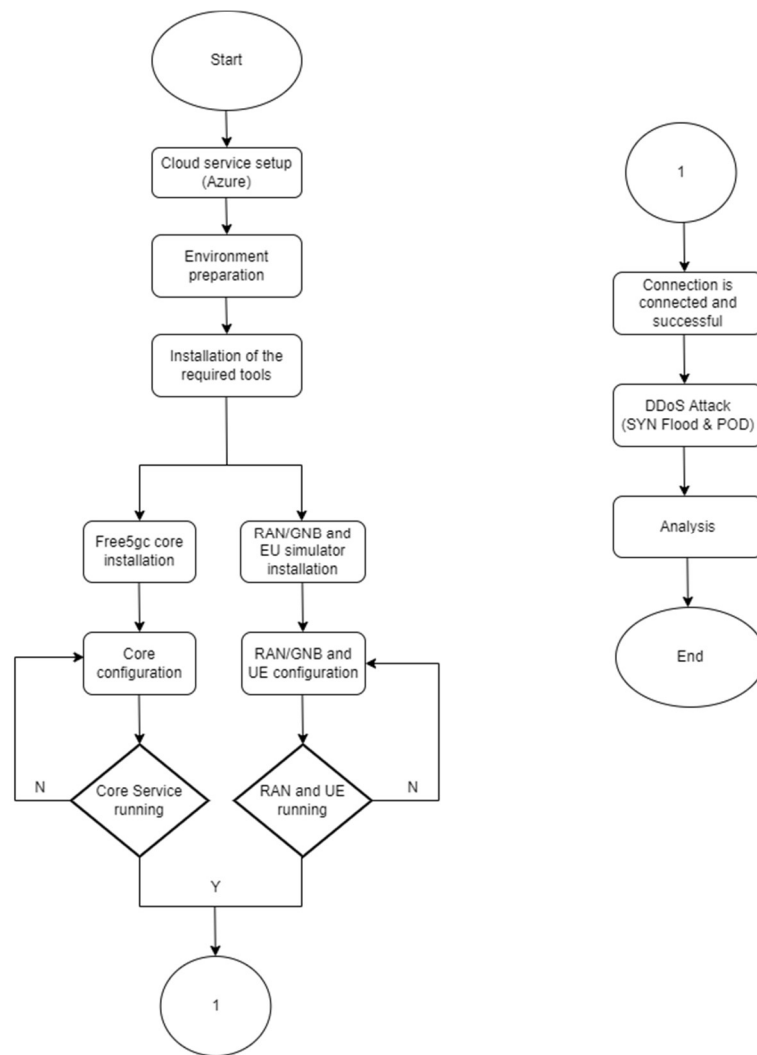 Start
Cloud service setup
(Azure)
Environment
preparation
Installation of the
required tools
Free5gc core
installation
RAN/GNB and
EU simulator
installation
Core
configuration
RAN/GNB and
UE configuration
N
Core Service
running
RAN and UE
running
N
Y
1
1
Connection is
connected and
successful
DDoS Attack
(SYN Flood & POD)
Analysis
End